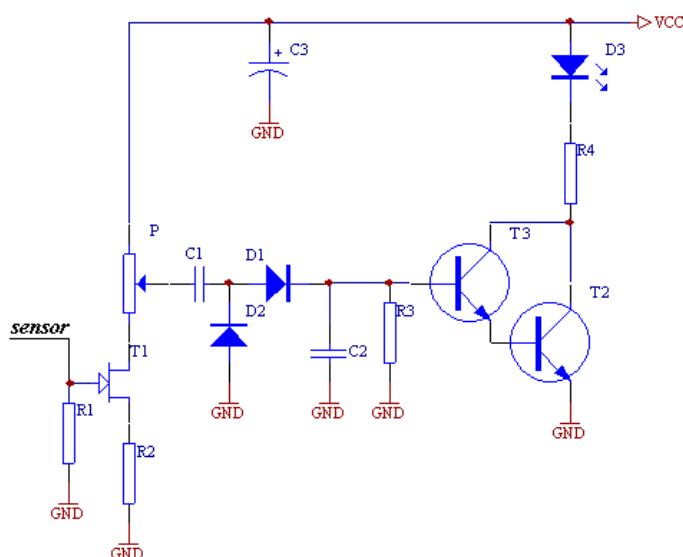 VCC
C3
D3
GND
R4
P
T3
C1
D1
T2
D2
R3
sensor
T1
C2
R1
GND
GND
GND
GND
R2
GND
GND